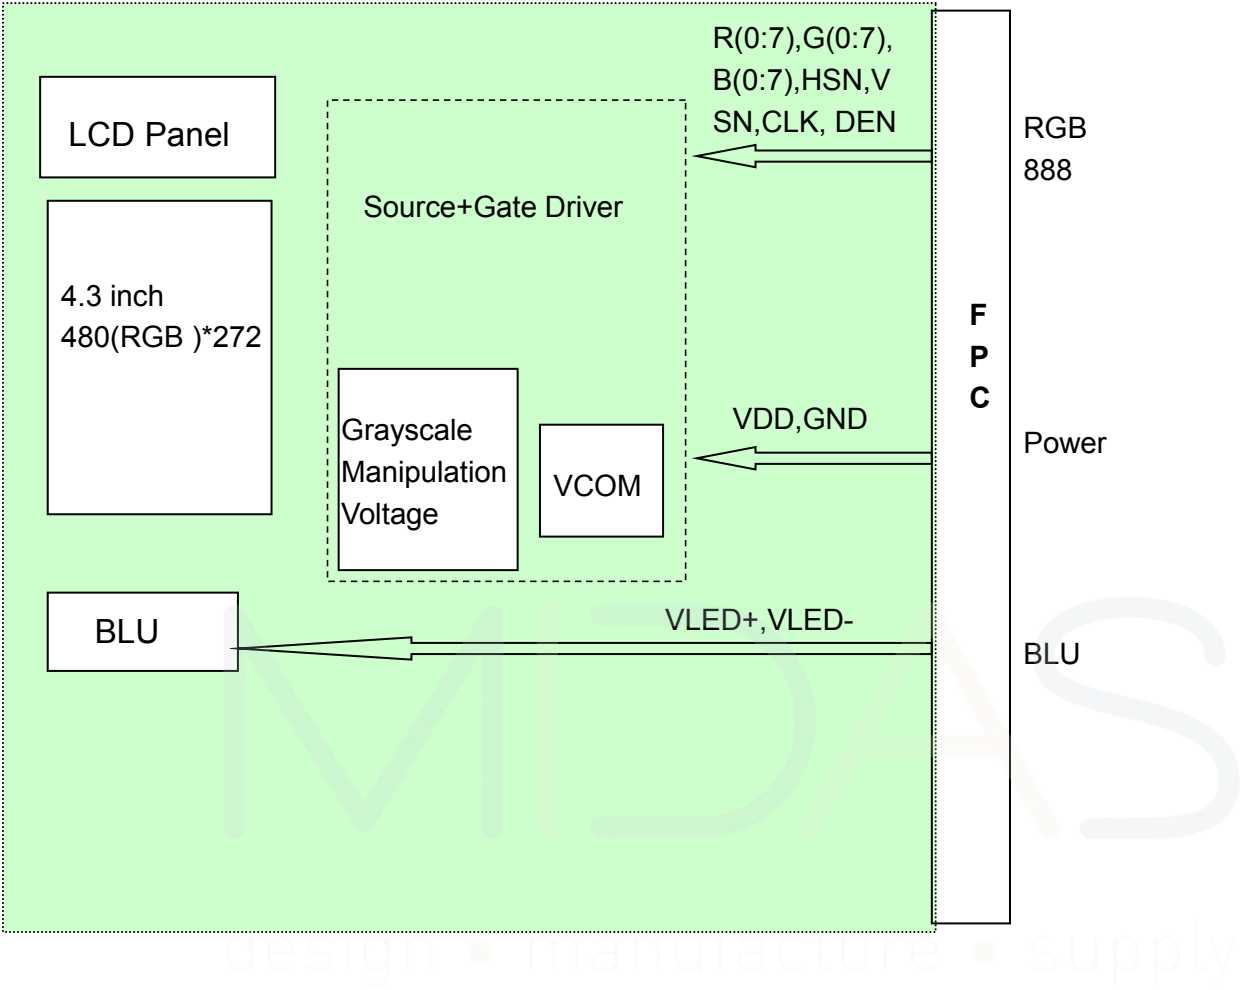 R(0:7),G(0:7),
B(0:7),HSN,V
SN,CLK, DEN
LCD Panel
RGB
888
Source+Gate Driver
4.3 inch
480(RGB )*272
F
P
C
VDD,GND
Grayscale
Manipulation
Voltage
VCOM
Power
VLED+,VLED-
BLU
BLU
MIDAS
design • manufacture • supply